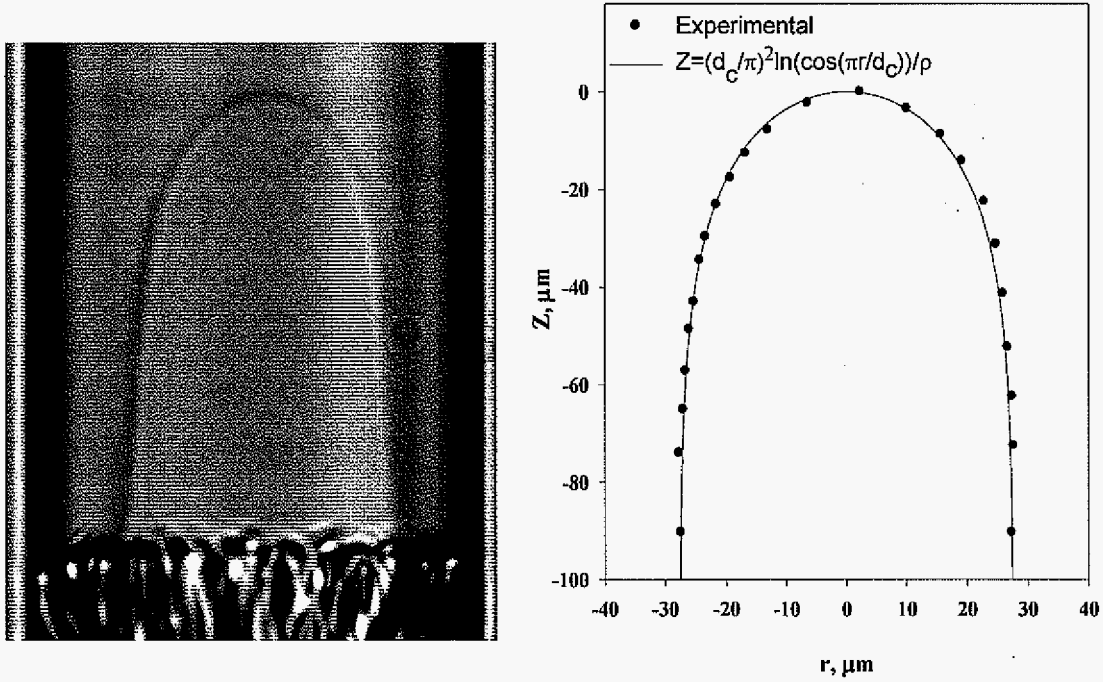 Experimental
Z=(d_c/π)²ln(cos(πr/d_c))/ρ
0
-20
-40
-60
-80
-100
Z, μm
-40 -30 -20 -10 0 10 20 30 40
r, μm